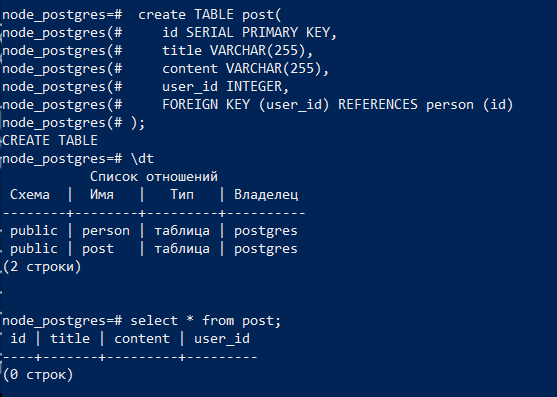 node_postgres=#  create TABLE post(
node_postgres(#     id SERIAL PRIMARY KEY,
node_postgres(#     title VARCHAR(255),
node_postgres(#     content VARCHAR(255),
node_postgres(#     user_id INTEGER,
node_postgres(#     FOREIGN KEY (user_id) REFERENCES person (id)
node_postgres(# );
CREATE TABLE
node_postgres=# \dt
           Список отношений
 Схема  |  Имя   |   Тип   | Владелец
--------+--------+---------+----------
 public | person | таблица | postgres
 public | post   | таблица | postgres
(2 строки)
node_postgres=# select * from post;
 id | title | content | user_id
----+-------+---------+---------
(0 строк)